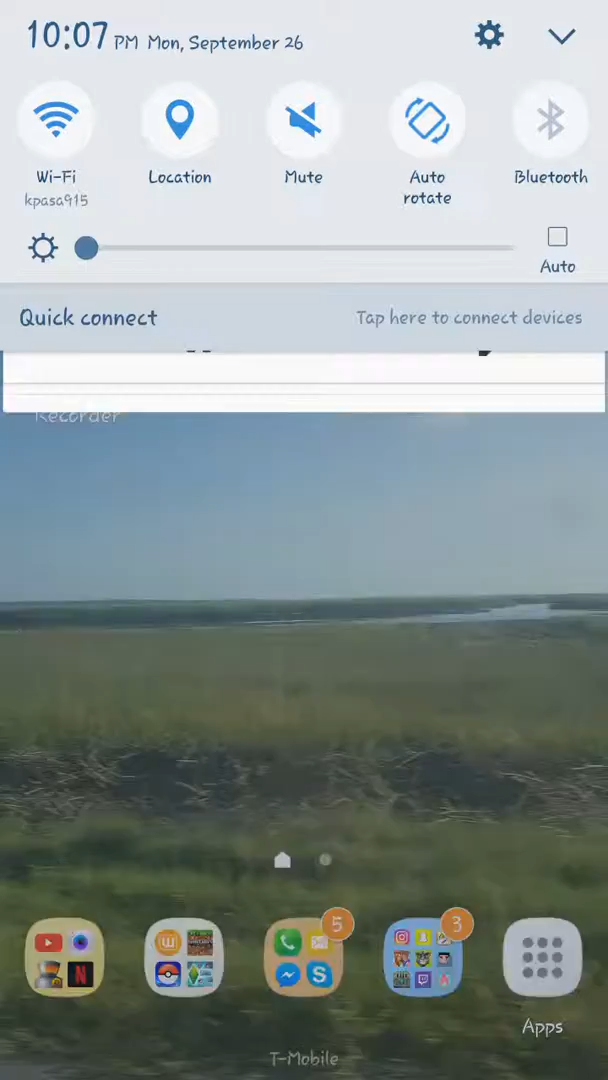 10:07 PM Mon, September 26
Wi-Fi
kpasa915
Location
Mute
Auto rotate
Bluetooth
Auto
Quick connect
Tap here to connect devices
Recorder
5
3
Apps
T-Mobile